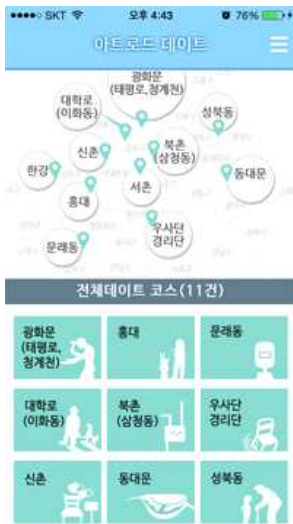 SKT 오후 4:43 76%
아트로드 데이트
광화문
(태평로,청계천)
대학로
(이화동)
성북동
신촌
북촌
(삼청동)
한강
서촌
동대문
홍대
우사단
경리단
문래동
전체데이트 코스(11건)
광화문
(태평로,
청계천)
홍대
문래동
대학로
(이화동)
북촌
(삼청동)
우사단
경리단
신촌
동대문
성북동